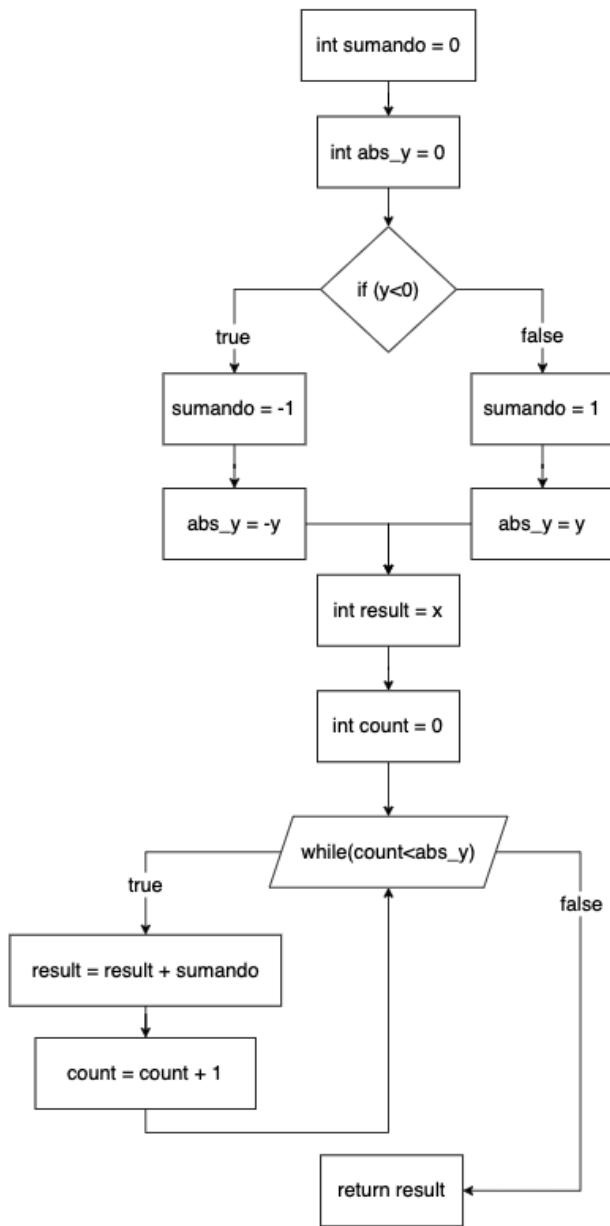 int sumando = 0
int abs_y = 0
if (y<0)
true
false
sumando = -1
sumando = 1
abs_y = -y
abs_y = y
int result = x
int count = 0
while(count<abs_y)
true
false
result = result + sumando
count = count + 1
return result